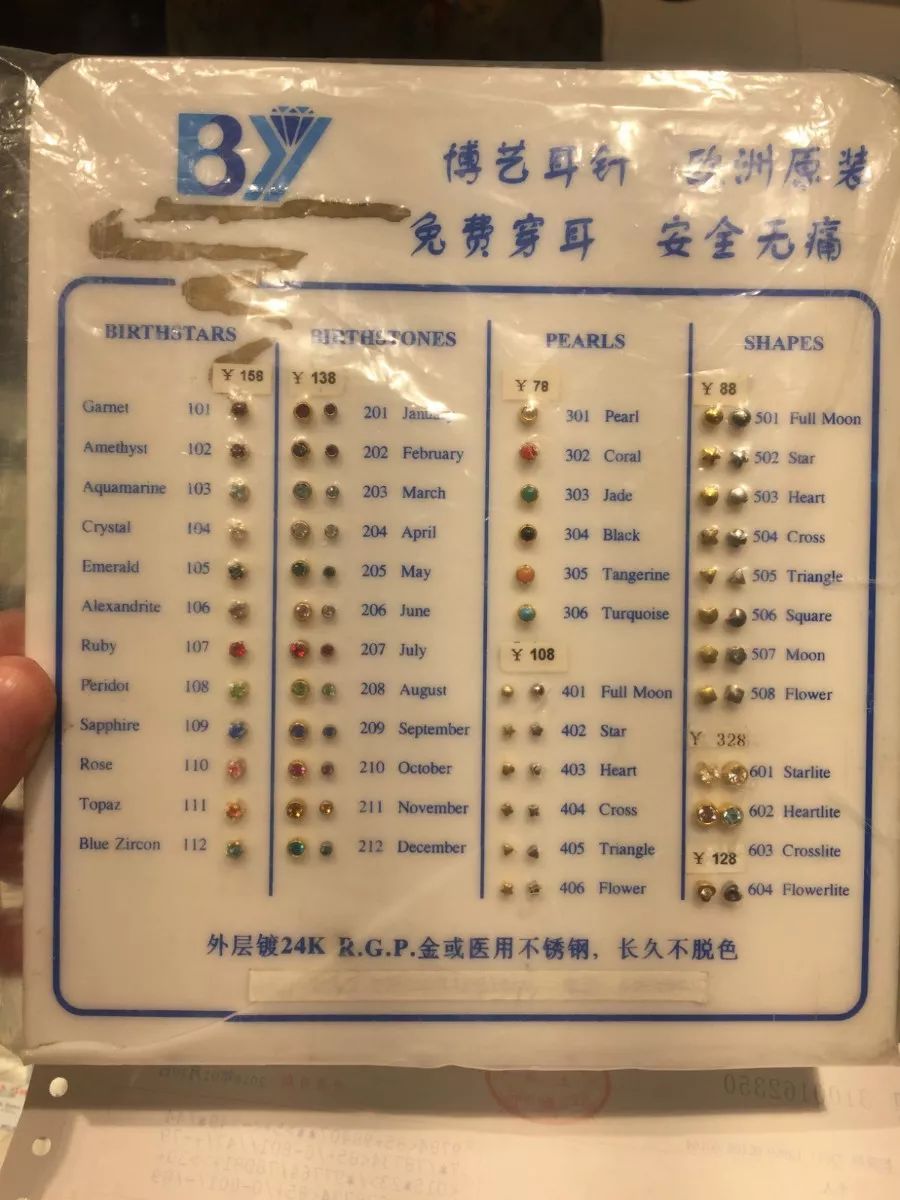 BY
博艺耳针 欧洲原装
免费穿耳 安全无痛
BIRTHSTARS
¥ 158
Garnet 101
Amethyst 102
Aquamarine 103
Crystal 104
Emerald 105
Alexandrite 106
Ruby 107
Peridot 108
Sapphire 109
Rose 110
Topaz 111
Blue Zircon 112
BIRTHSTONES
¥ 138
201 January
202 February
203 March
204 April
205 May
206 June
207 July
208 August
209 September
210 October
211 November
212 December
PEARLS
¥ 78
301 Pearl
302 Coral
303 Jade
304 Black
305 Tangerine
306 Turquoise
¥ 108
401 Full Moon
402 Star
403 Heart
404 Cross
405 Triangle
406 Flower
SHAPES
¥ 88
501 Full Moon
502 Star
503 Heart
504 Cross
505 Triangle
506 Square
507 Moon
508 Flower
¥ 328
601 Starlite
602 Heartlite
¥ 128 603 Crosslite
604 Flowerlite
外层镀24K R.G.P.金或医用不锈钢, 长久不脱色